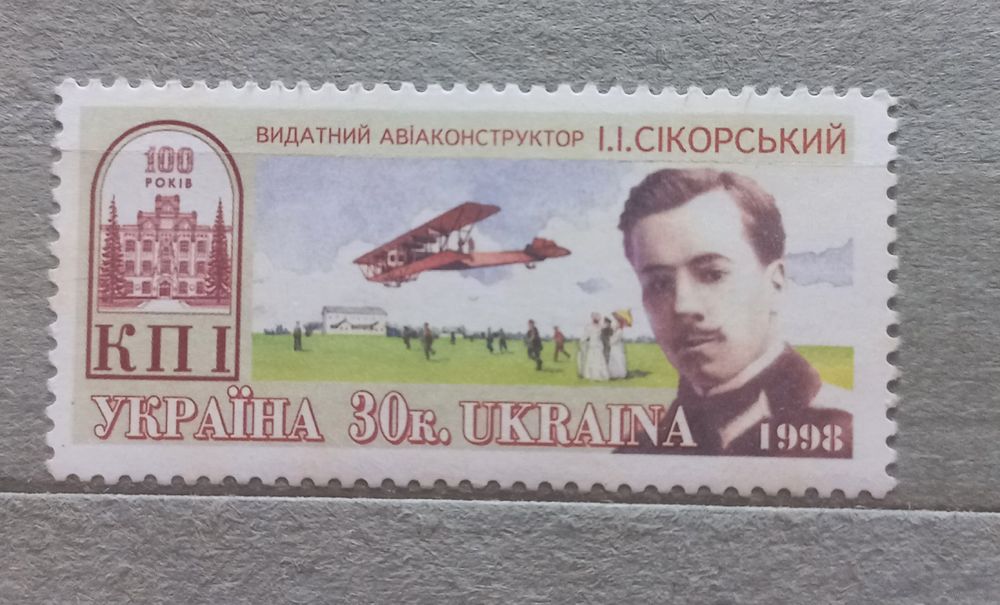 ВИДАТНИЙ АВІАКОНСТРУКТОР І.І.СІКОРСЬКИЙ
100
РОКІВ
КПІ
УКРАЇНА 30к. UKRAINA 1998